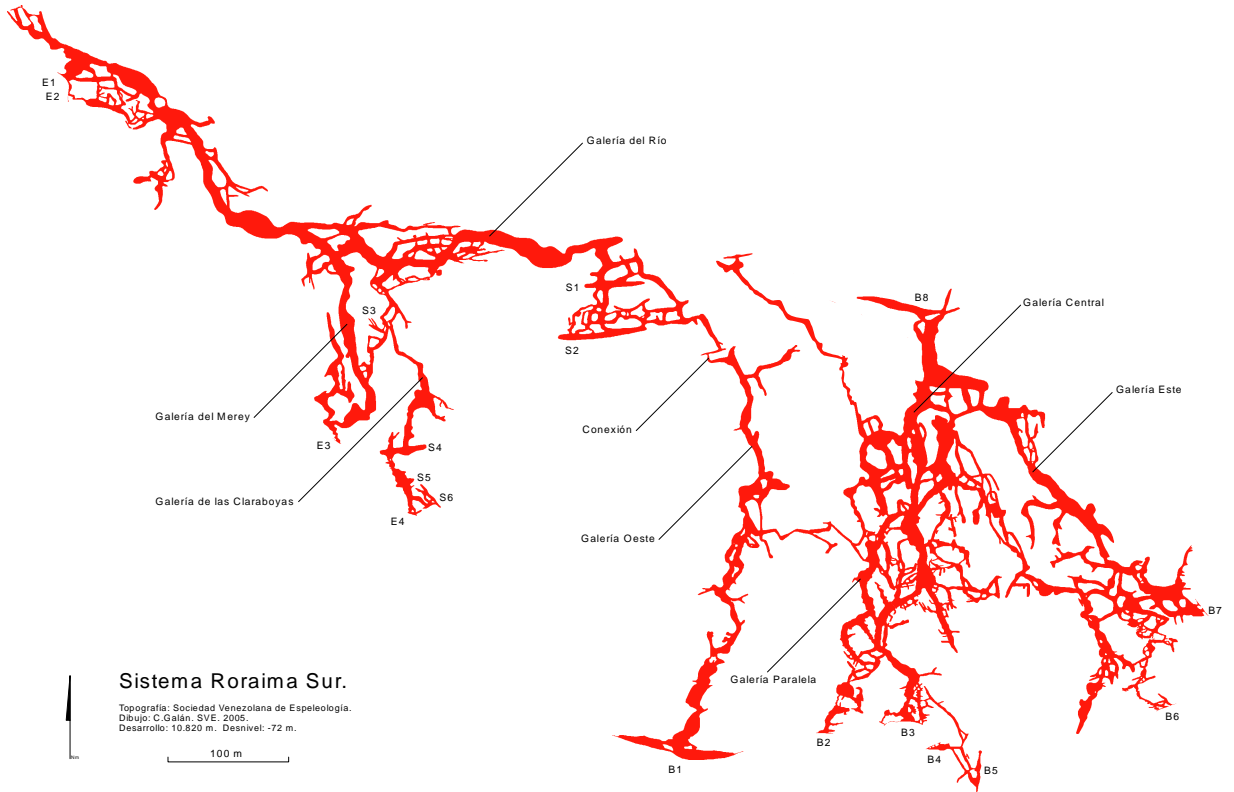 E1
E2
Galería del Río
S1
B8
Galería Central
S3
S2
Galería Este
Galería del Merey
Conexión
E3
S4
S5
S6
Galería de las Claraboyas
E4
Galería Oeste
B7
Galería Paralela
Sistema Roraima Sur.
Topografía: Sociedad Venezolana de Espeleología.
Dibujo: C.Galán. SVE. 2005.
Desarrollo: 10.820 m. Desnivel: -72 m.
100 m
B6
B3
B2
B4
B1
B5